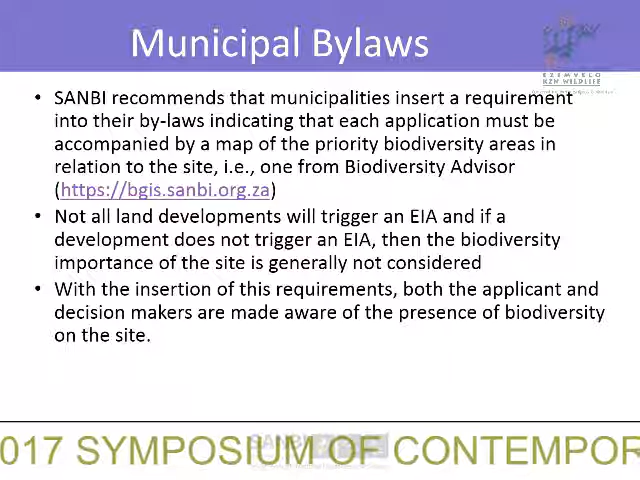 Municipal Bylaws
EZEMVELO
KZN WILDLIFE
• SANBI recommends that municipalities insert a requirement
into their by-laws indicating that each application must be
accompanied by a map of the priority biodiversity areas in
relation to the site, i.e., one from Biodiversity Advisor
(https://bgis.sanbi.org.za)
• Not all land developments will trigger an EIA and if a
development does not trigger an EIA, then the biodiversity
importance of the site is generally not considered
• With the insertion of this requirements, both the applicant and
decision makers are made aware of the presence of biodiversity
on the site.
SANBI
017 SYMPOSIUM OF CONTEMPOR